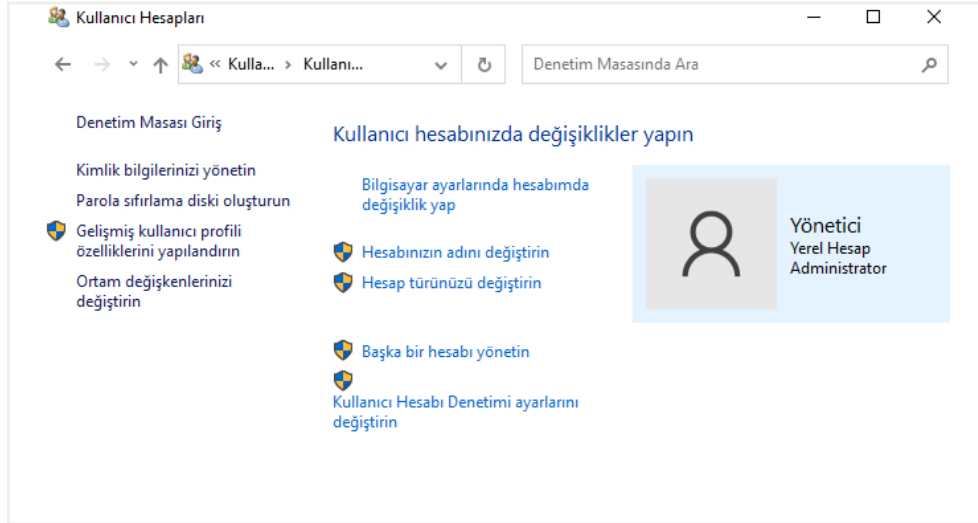 Kullanıcı Hesapları
« Kulla... › Kullanı...
Denetim Masasında Ara
Denetim Masası Giriş
Kimlik bilgilerinizi yönetin
Parola sıfırlama diski oluşturun
Gelişmiş kullanıcı profili
özelliklerini yapılandırın
Ortam değişkenlerinizi
değiştirin
Kullanıcı hesabınızda değişiklikler yapın
Bilgisayar ayarlarında hesabımda
değişiklik yap
Hesabınızın adını değiştirin
Hesap türünüzü değiştirin
Başka bir hesabı yönetin
Kullanıcı Hesabı Denetimi ayarlarını
değiştirin
Yönetici
Yerel Hesap
Administrator